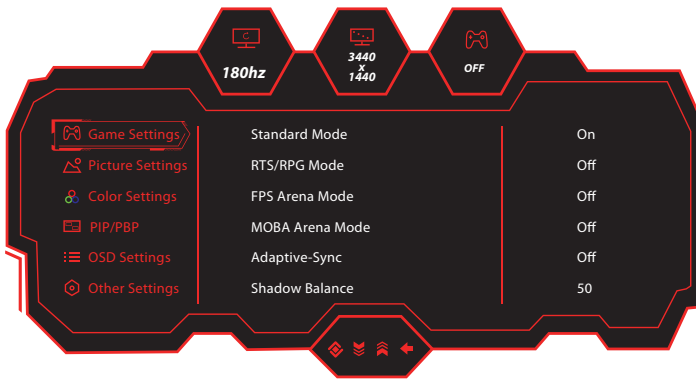 180hz
3440
x
1440
OFF
Game Settings Standard Mode On
Picture Settings RTS/RPG Mode Off
Color Settings FPS Arena Mode Off
PIP/PBP MOBA Arena Mode Off
OSD Settings Adaptive-Sync Off
Other Settings Shadow Balance 50